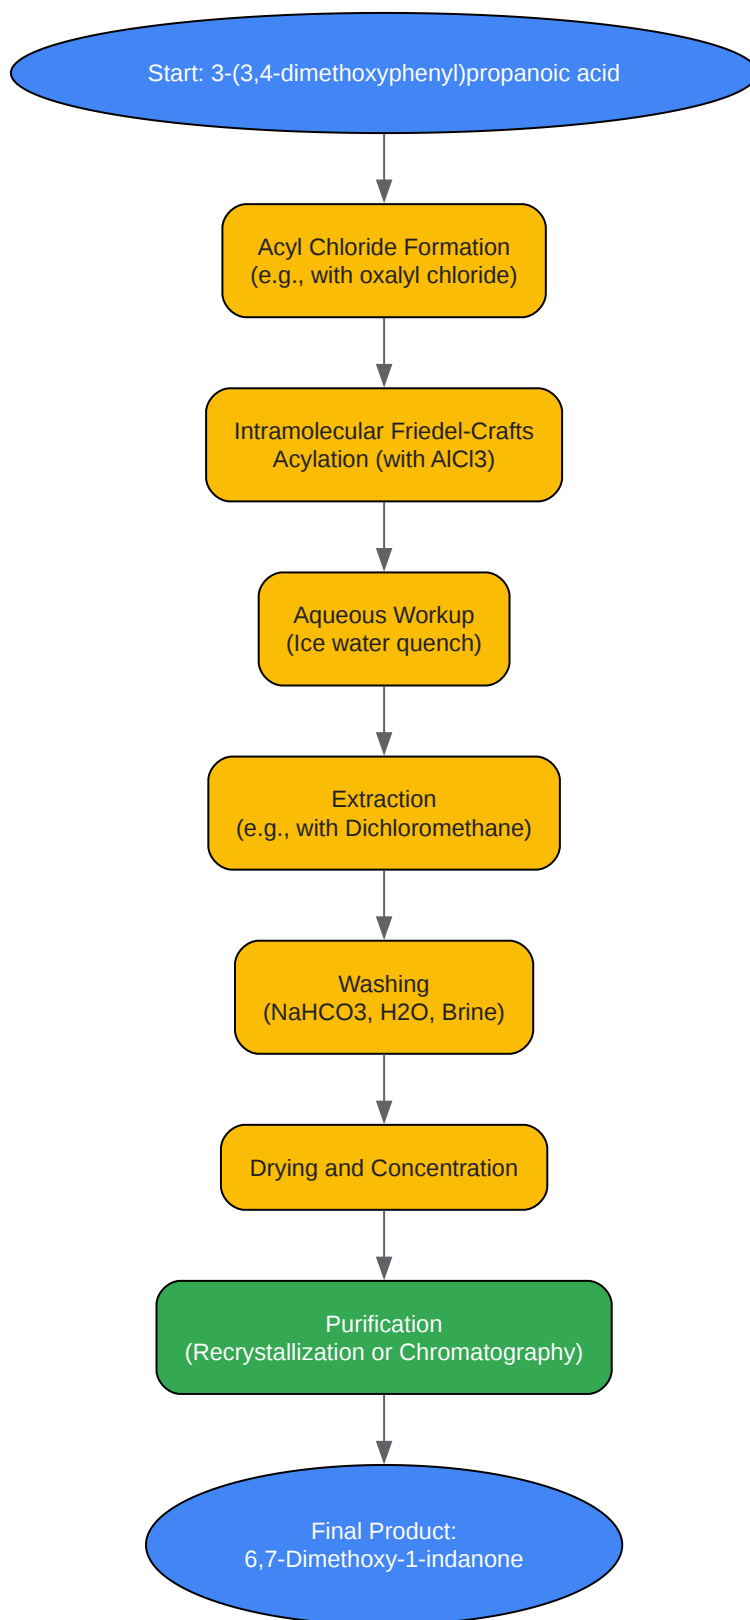 Start: 3-(3,4-dimethoxyphenyl)propanoic acid
Acyl Chloride Formation
(e.g., with oxalyl chloride)
Intramolecular Friedel-Crafts
Acylation (with AlCl3)
Aqueous Workup
(Ice water quench)
Extraction
(e.g., with Dichloromethane)
Washing
(NaHCO3, H2O, Brine)
Drying and Concentration
Purification
(Recrystallization or Chromatography)
Final Product:
6,7-Dimethoxy-1-indanone